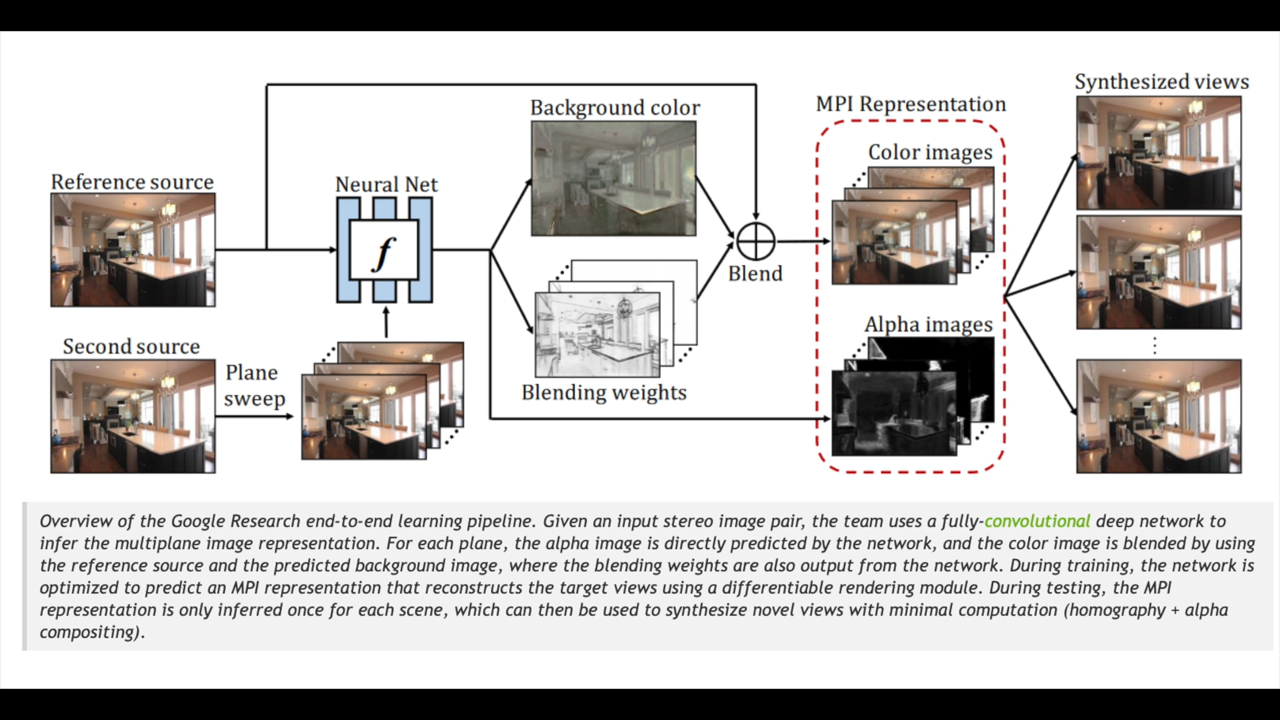 Synthesized views
Background color
MPI Representation
Color images
Reference source
Neural Net
f
Blend
Alpha images
Second source
Plane
sweep
Blending weights
Overview of the Google Research end-to-end learning pipeline. Given an input stereo image pair, the team uses a fully-convolutional deep network to
infer the multiplane image representation. For each plane, the alpha image is directly predicted by the network, and the color image is blended by using
the reference source and the predicted background image, where the blending weights are also output from the network. During training, the network is
optimized to predict an MPI representation that reconstructs the target views using a differentiable rendering module. During testing, the MPI
representation is only inferred once for each scene, which can then be used to synthesize novel views with minimal computation (homography + alpha
compositing).